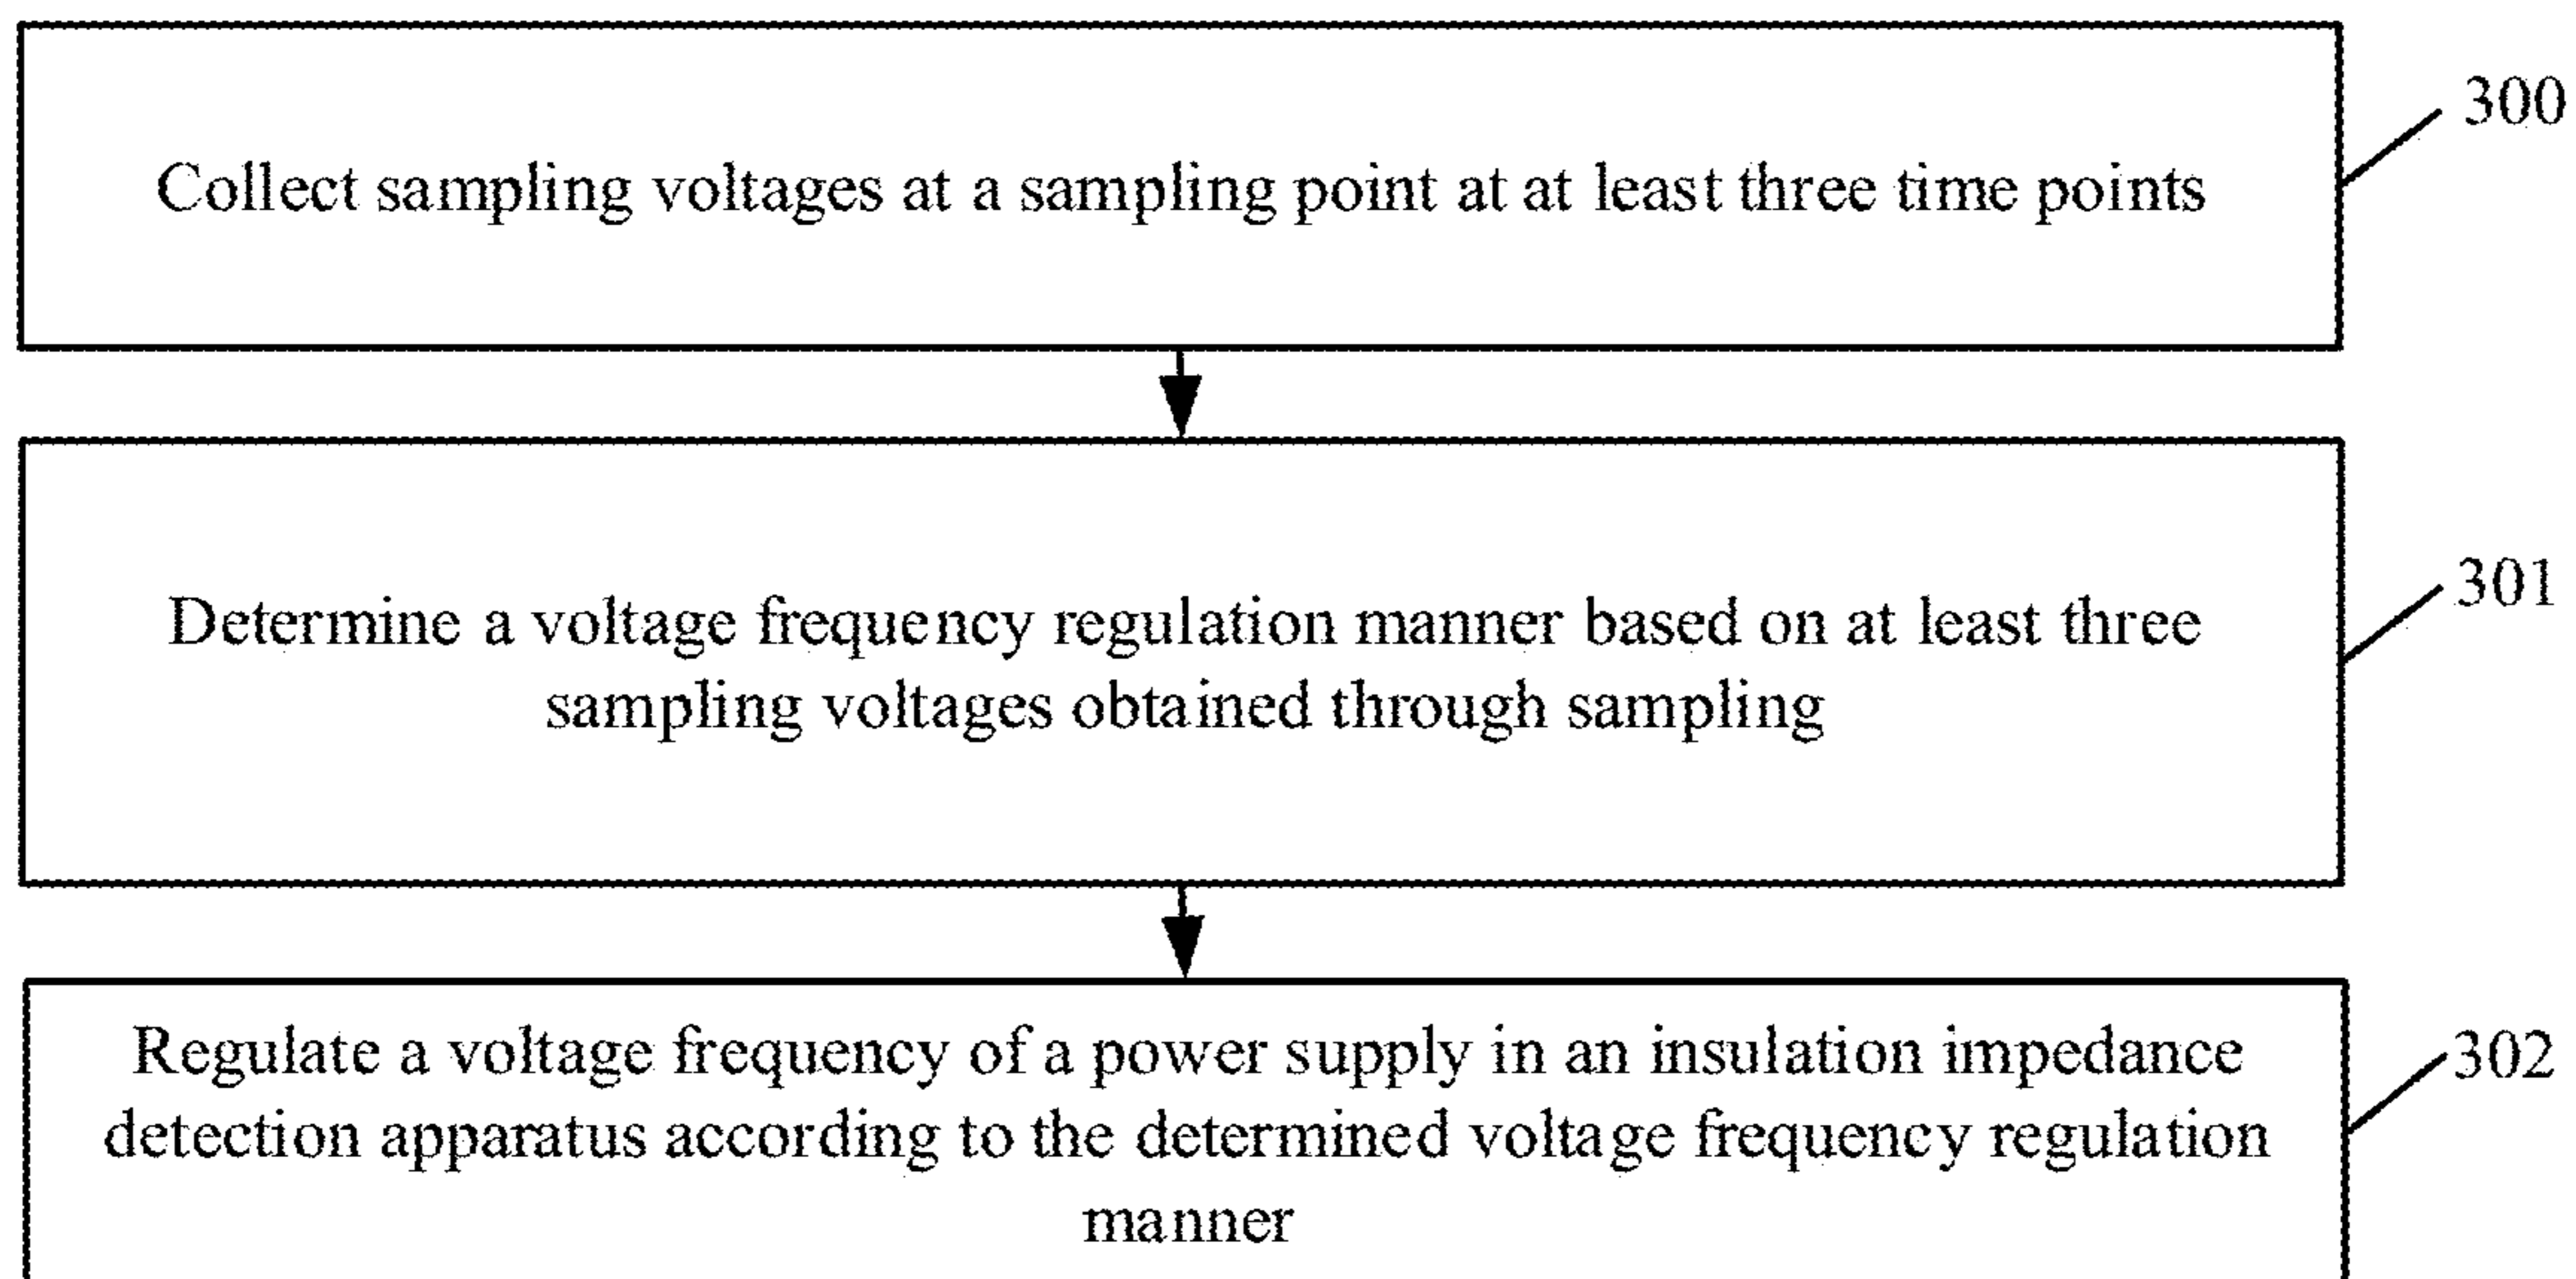 300
Collect sampling voltages at a sampling point at at least three time points
301
Determine a voltage frequency regulation manner based on at least three
sampling voltages obtained through sampling
302
Regulate a voltage frequency of a power supply in an insulation impedance
detection apparatus according to the determined voltage frequency regulation
manner